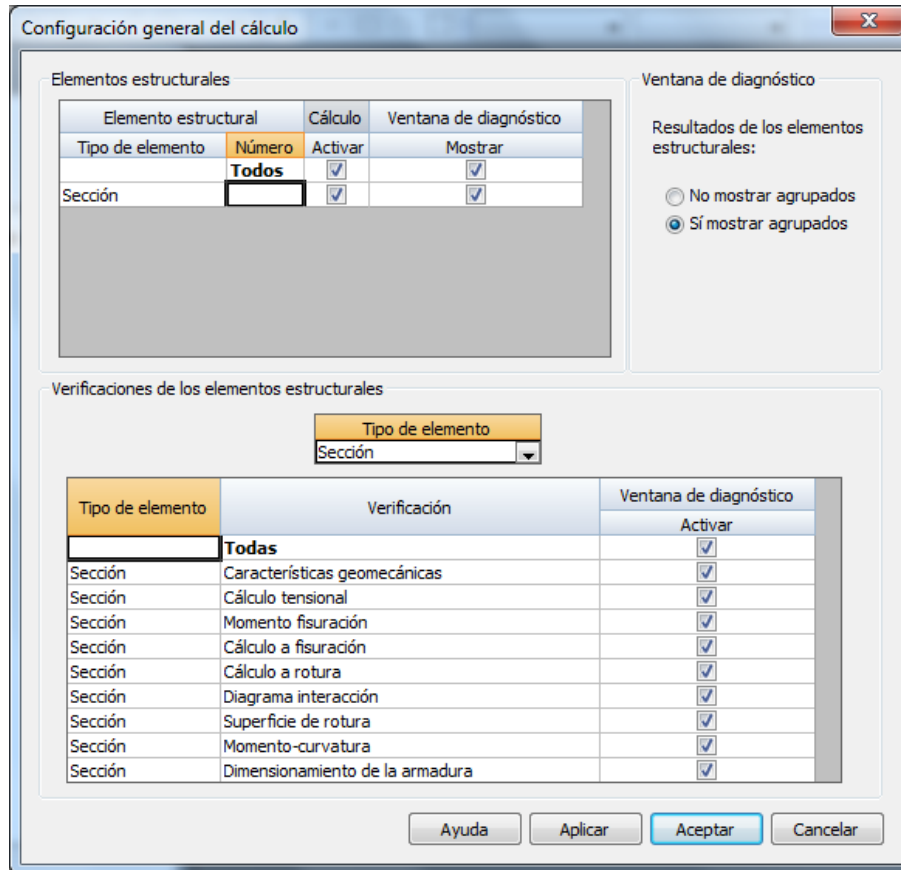 Configuración general del cálculo
Elementos estructurales
Elemento estructural Cálculo Ventana de diagnóstico
Tipo de elemento Número Activar Mostrar
Todos
Sección
Ventana de diagnóstico
Resultados de los elementos
estructurales:
No mostrar agrupados
Sí mostrar agrupados
Verificaciones de los elementos estructurales
Tipo de elemento
Sección
Tipo de elemento Verificación Ventana de diagnóstico
Activar
Todas
Sección Características geomecánicas
Sección Cálculo tensional
Sección Momento fisuración
Sección Cálculo a fisuración
Sección Cálculo a rotura
Sección Diagrama interacción
Sección Superficie de rotura
Sección Momento-curvatura
Sección Dimensionamiento de la armadura
Ayuda Aplicar Aceptar Cancelar